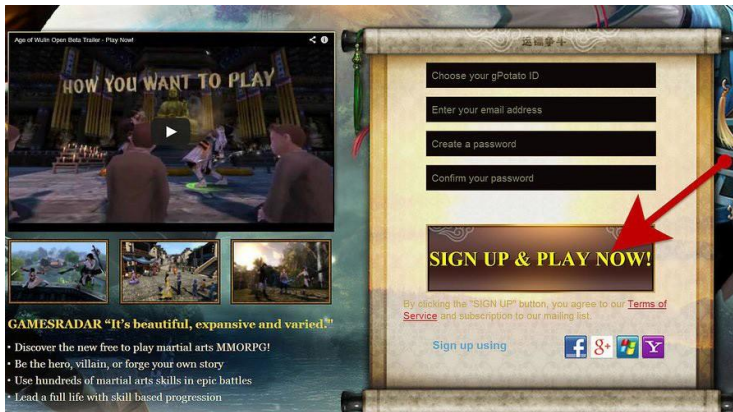 Age of Wulin Open Beta Trailer - Play Now!
HOW YOU WANT TO PLAY
GAMESRADAR “It's beautiful, expansive and varied."
• Discover the new free to play martial arts MMORPG!
• Be the hero, villain, or forge your own story
• Use hundreds of martial arts skills in epic battles
• Lead a full life with skill based progression
Choose your gPotato ID
Enter your email address
Create a password
Confirm your password
SIGN UP & PLAY NOW!
By clicking the "SIGN UP" button, you agree to our Terms of
Service and subscription to our mailing list.
Sign up using
f g+ Y